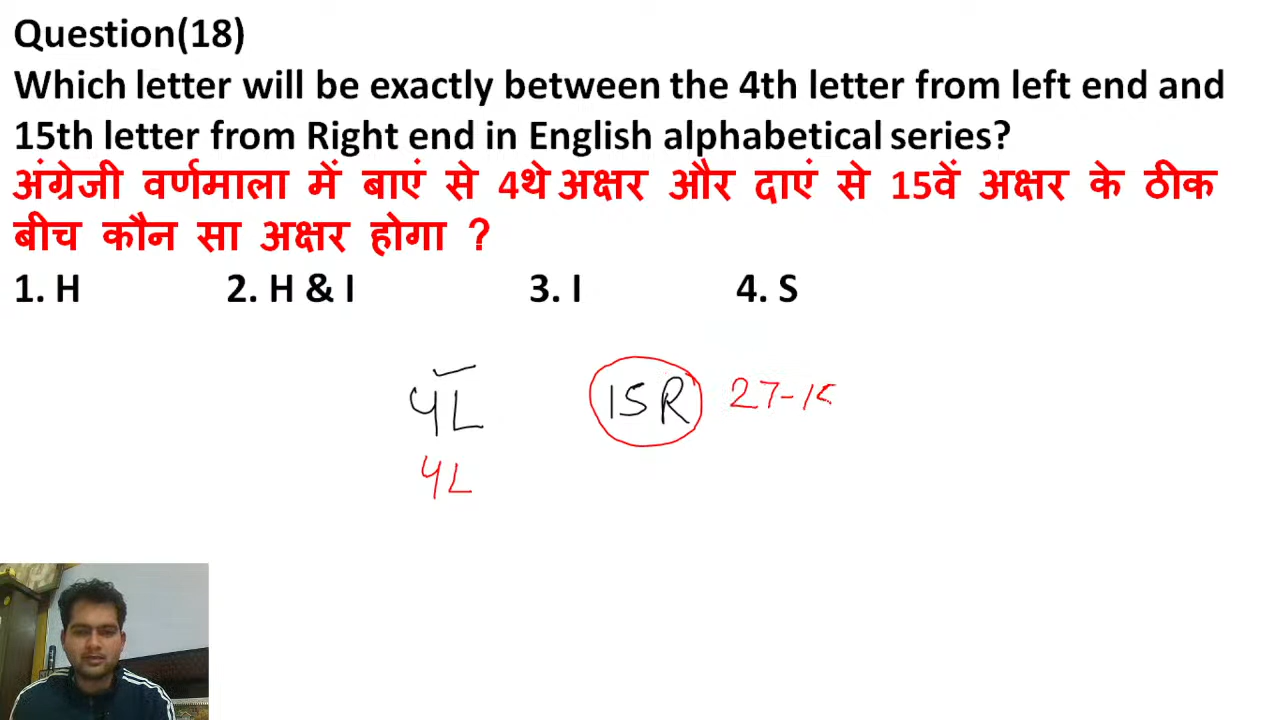 Question(18)
Which letter will be exactly between the 4th letter from left end and
15th letter from Right end in English alphabetical series?
अंग्रेजी वर्णमाला में बाएं से 4थे अक्षर और दाएं से 15वें अक्षर के ठीक
बीच कौन सा अक्षर होगा ?
1. H 2. H & I 3. I 4. S
4L 15R 27-15
4L